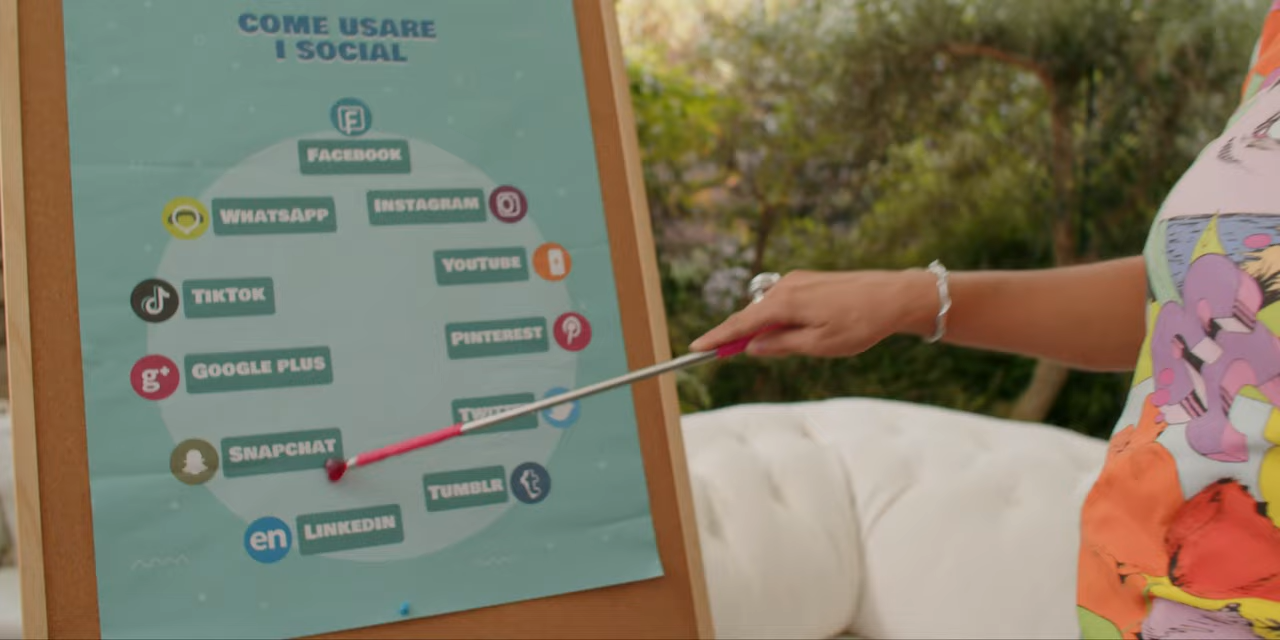 COME USARE
I SOCIAL
FACEBOOK
WHATSAPP
INSTAGRAM
YOUTUBE
TIKTOK
PINTEREST
g+ GOOGLE PLUS
SNAPCHAT
TUMBLR
en LINKEDIN